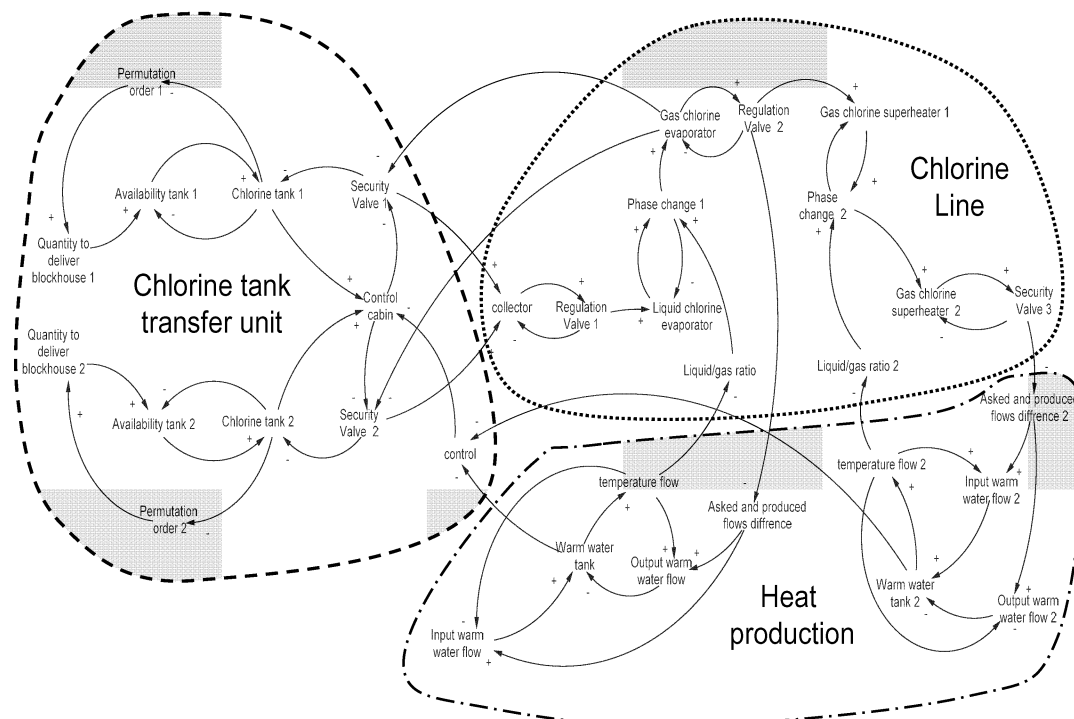 Permutation
order 1
-
Availability tank 1
Chlorine tank 1
+
-
-
Security
Valve 1
-
-
+
+
-
Quantity to
deliver
blockhouse 1
Chlorine tank
transfer unit
+
Control
cabin
+
Quantity to
deliver
blockhouse 2
-
-
+
Availability tank 2
Chlorine tank 2
+
-
-
-
Security
Valve 2
Permutation
order 2
-
control
-
-
Gas chlorine
evaporator
+
Regulation
Valve 2
+
Gas chlorine superheater 1
+
-
+
+
Chlorine
Line
Phase change 1
+
+
-
Phase
change 2
+
+
collector
+
Regulation
Valve 1
+
Liquid chlorine
evaporator
+
-
+
Gas chlorine
superheater 2
+
-
Security
Valve 3
Liquid/gas ratio
-
Liquid/gas ratio 2
-
-
Asked and produced
flows diffrence 2
temperature flow
+
-
Asked and produced
flows diffrence
temperature flow 2
+
+
+
Input warm
water flow 2
Warm water
tank
+
Output warm
water flow
+
-
+
-
Input warm
water flow
+
Heat
production
+
Warm water
tank 2
-
+
Output warm
water flow 2
-